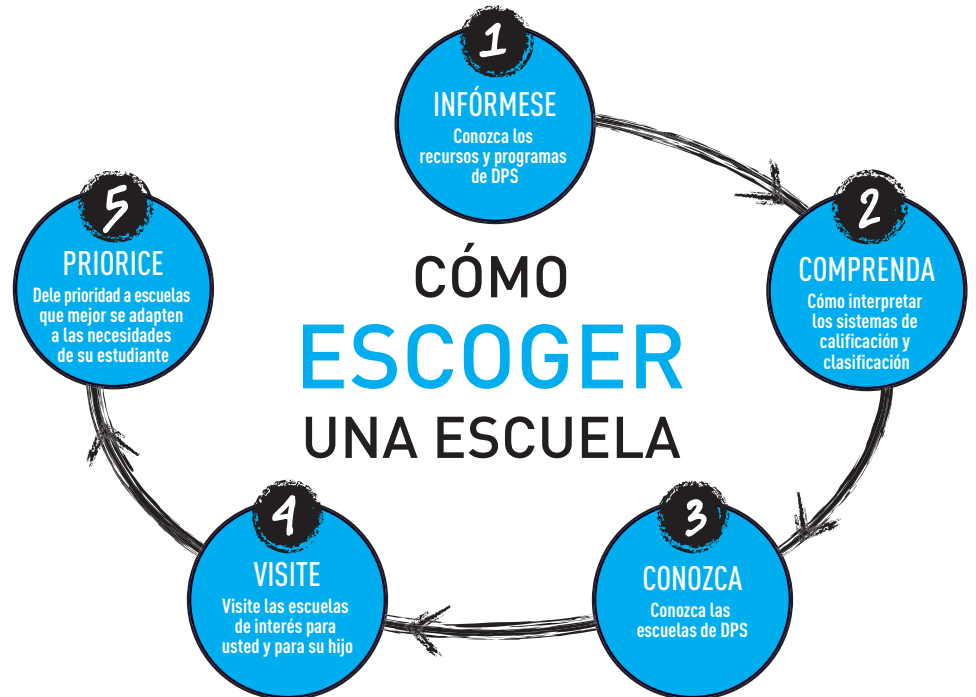 CÓMO
ESCOGER
UNA ESCUELA
1
INFÓRMESE
Conozca los
recursos y programas
de DPS
2
COMPRENDA
Cómo interpretar
los sistemas de
calificación y
clasificación
3
CONOZCA
Conozca las
escuelas de DPS
4
VISITE
Visite las escuelas
de interés para
usted y para su hijo
5
PRIORICE
Dele prioridad a escuelas
que mejor se adapten
a las necesidades
de su estudiante